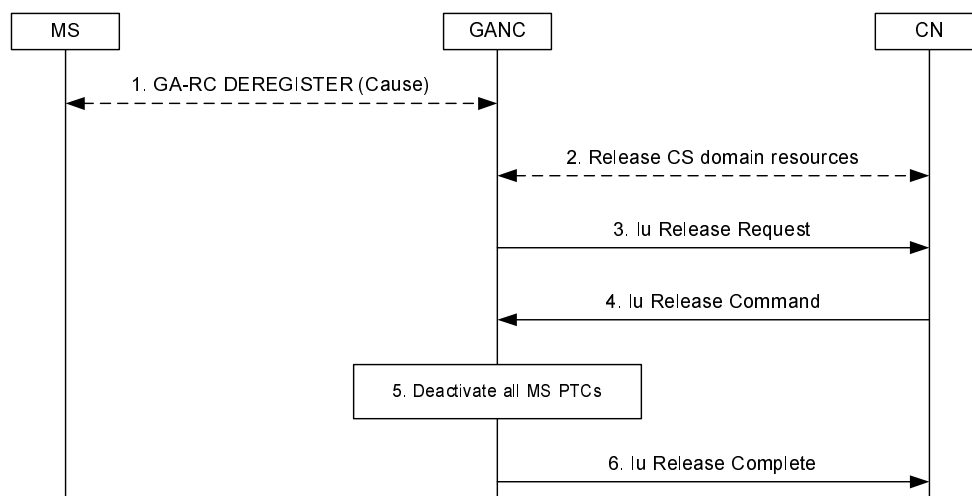 MS
GANC
CN
1. GA-RC DEREGISTER (Cause)
2. Release CS domain resources
3. Iu Release Request
4. Iu Release Command
5. Deactivate all MS PTCs
6. Iu Release Complete